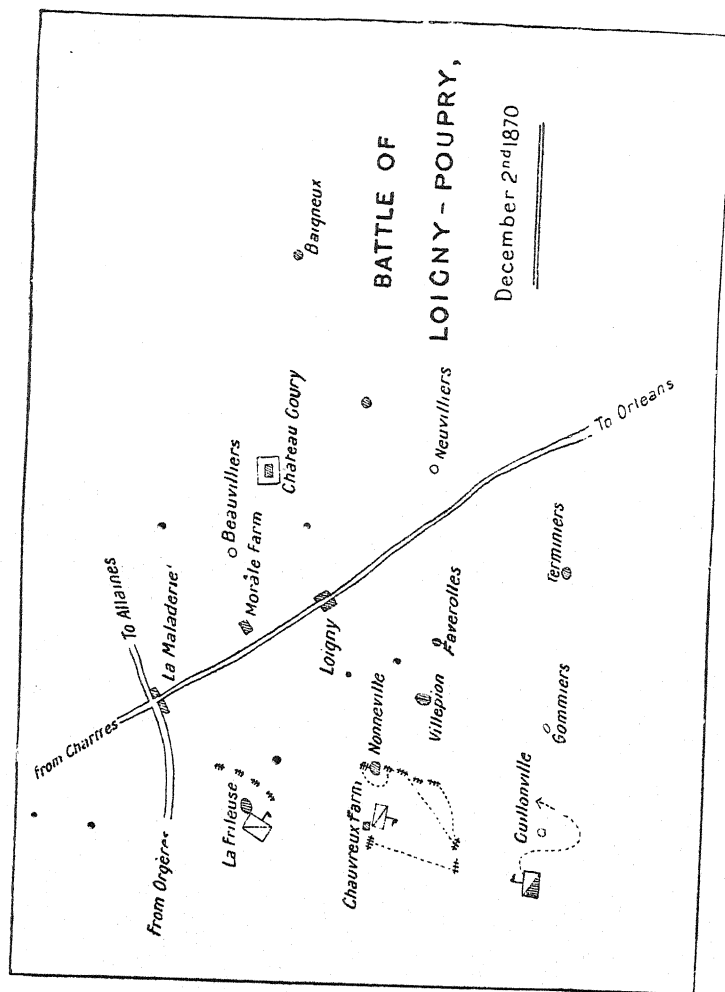 BATTLE OF
LOIGNY-POUPRY,
December 2nd 1870
From Chartres
To Allaines
La Maladerie
From Orgères
Beauvilliers
Morâle Farm
Chateau Goury
Baigneux
La Frileuse
Loigny
Chauvreux Farm
Nonneville
Villepion
Faverolles
Neuvilliers
To Orleans
Guillonville
Gommiers
Terminiers